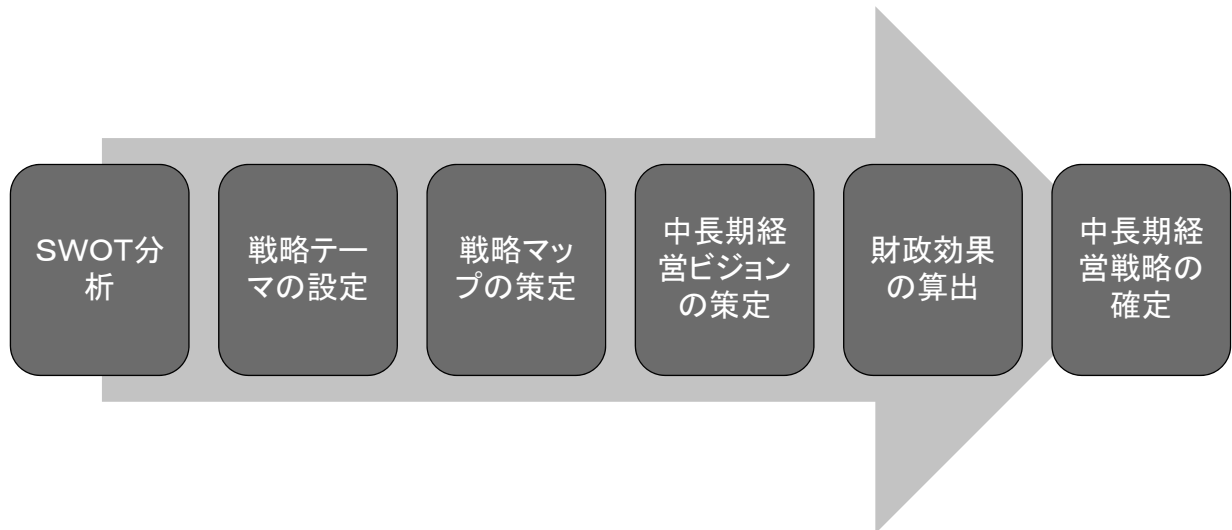 SWOT分
析
戦略テー
マの設定
戦略マッ
プの策定
中長期経
営ビジョン
の策定
財政効果
の算出
中長期経
営戦略の
確定